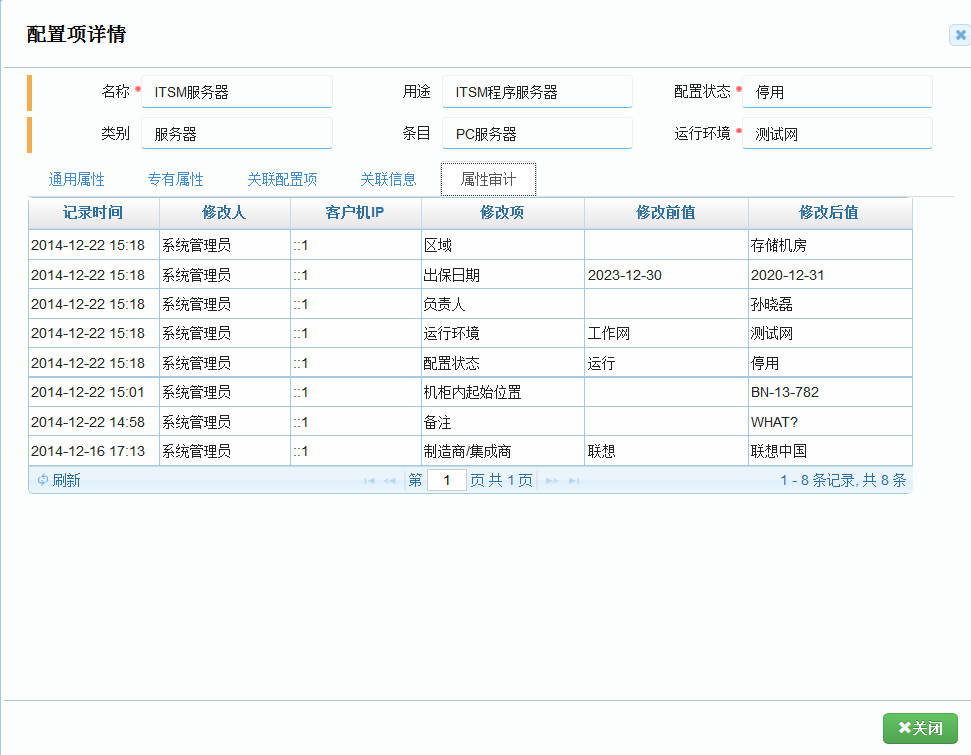 配置项详情
名称 * ITSM服务器 用途 ITSM程序服务器 配置状态 * 停用
类别 服务器 条目 PC服务器 运行环境 * 测试网
通用属性 专有属性 关联配置项 关联信息 属性审计
记录时间 修改人 客户机IP 修改项 修改前值 修改后值
2014-12-22 15:18 系统管理员 ::1 区域 存储机房
2014-12-22 15:18 系统管理员 ::1 出保日期 2023-12-30 2020-12-31
2014-12-22 15:18 系统管理员 ::1 负责人 孙晓磊
2014-12-22 15:18 系统管理员 ::1 运行环境 工作网 测试网
2014-12-22 15:18 系统管理员 ::1 配置状态 运行 停用
2014-12-22 15:01 系统管理员 ::1 机柜内起始位置 BN-13-782
2014-12-22 14:58 系统管理员 ::1 备注 WHAT?
2014-12-16 17:13 系统管理员 ::1 制造商/集成商 联想 联想中国
刷新 第 1 页 共 1 页 1 - 8 条记录, 共 8 条
关闭